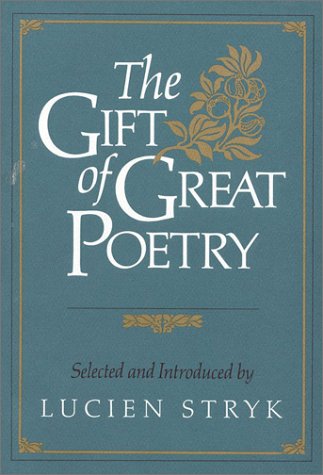 The
GIFT
of GREAT
POETRY
Selected and Introduced by
LUCIEN STRYK